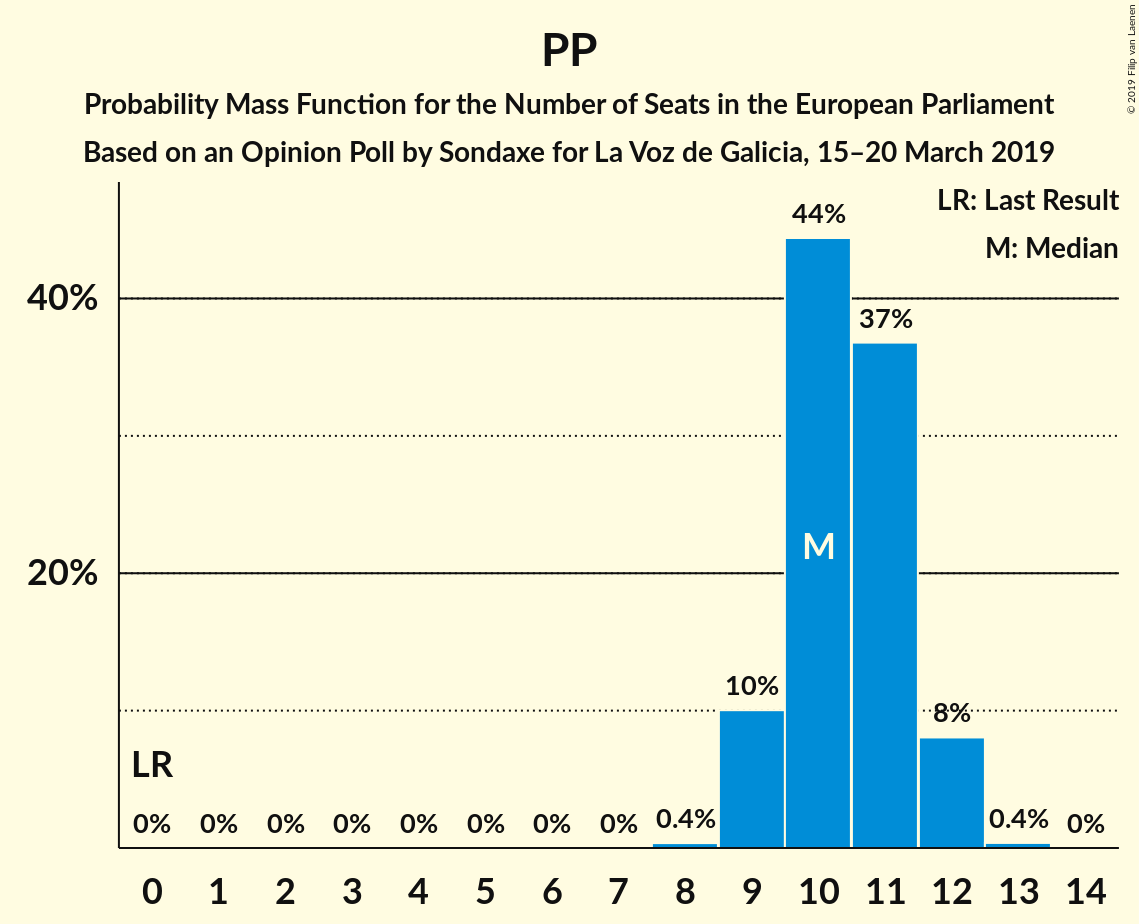 PP
Probability Mass Function for the Number of Seats in the European Parliament
Based on an Opinion Poll by Sondaxe for La Voz de Galicia, 15–20 March 2019
© 2019 Filip van Laenen
LR: Last Result
M: Median
44%
40%
37%
M
20%
10%
8%
LR
0% 0% 0% 0% 0% 0% 0% 0% 0.4% 0.4% 0%
0 1 2 3 4 5 6 7 8 9 10 11 12 13 14